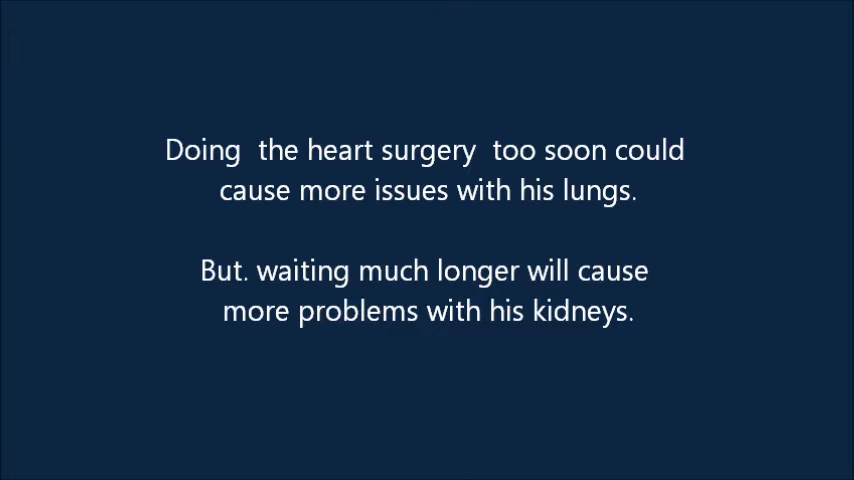 Doing  the heart surgery  too soon could
cause more issues with his lungs.
But. waiting much longer will cause
more problems with his kidneys.